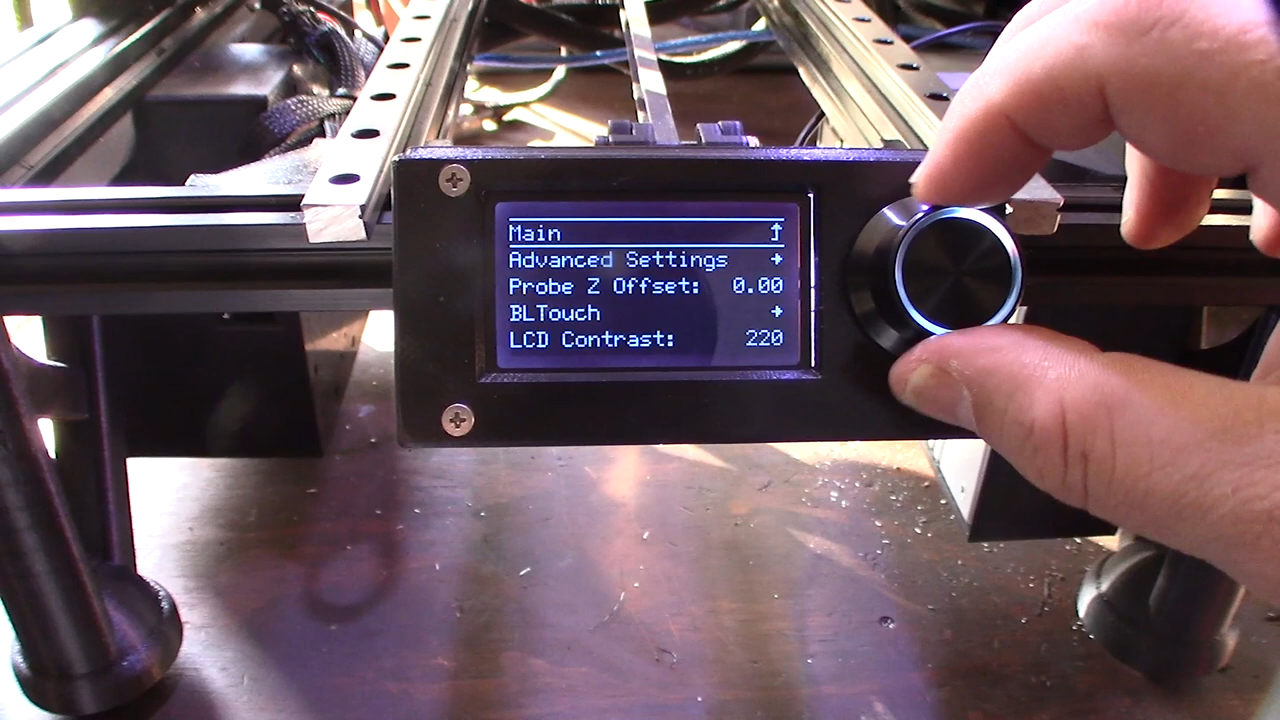 Main ↑
Advanced Settings →
Probe Z Offset: 0.00
BLTouch →
LCD Contrast: 220